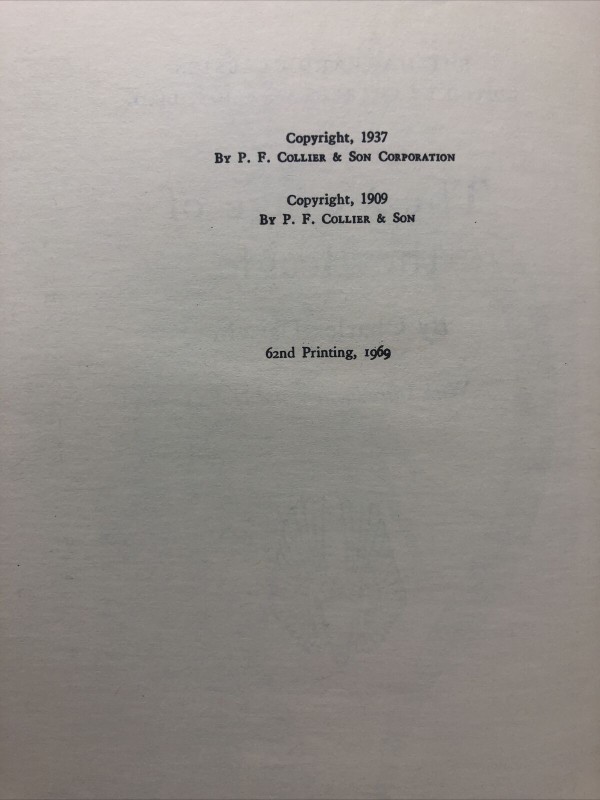 Copyright, 1937
By P. F. Collier & Son Corporation
Copyright, 1909
By P. F. Collier & Son
62nd Printing, 1969